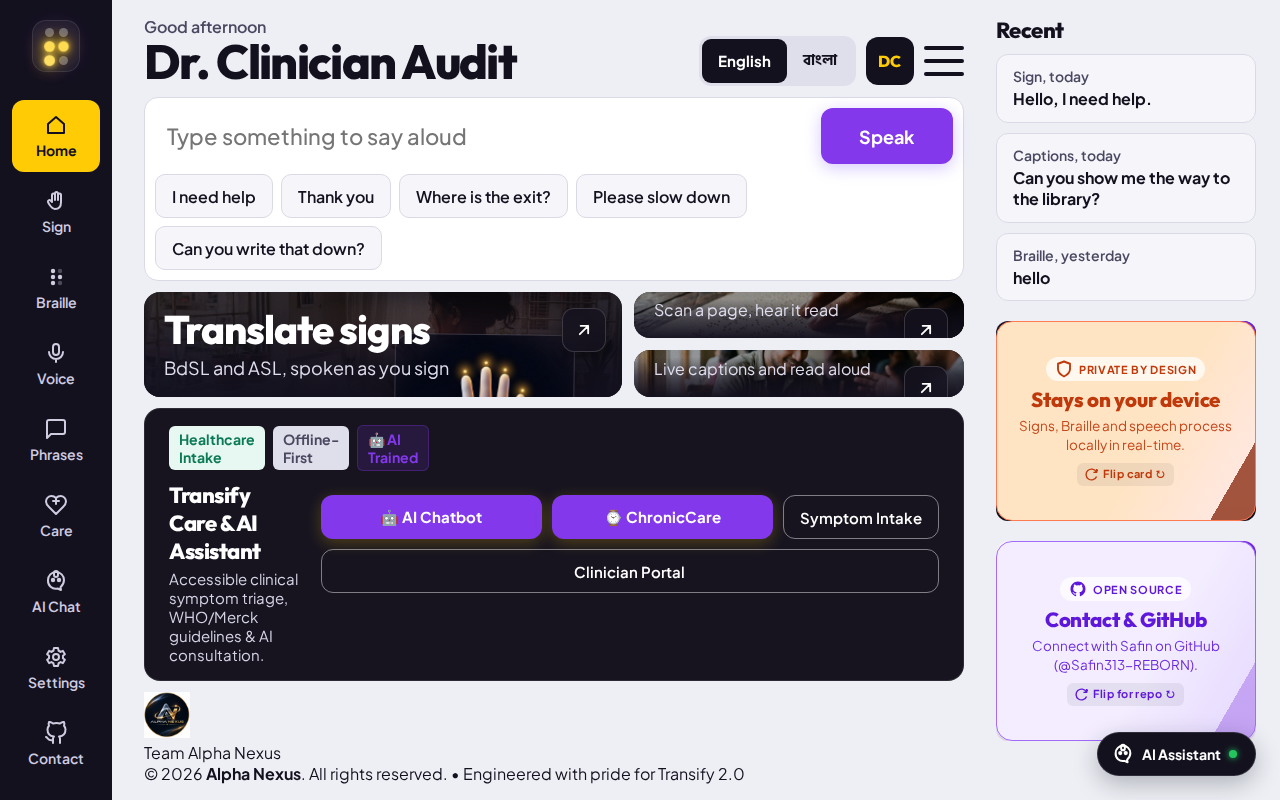 Home
Sign
Braille
Voice
Phrases
Care
AI Chat
Settings
Contact
Good afternoon
Dr. Clinician Audit
English
বাংলা
DC
Type something to say aloud
Speak
I need help
Thank you
Where is the exit?
Please slow down
Can you write that down?
Translate signs
BdSL and ASL, spoken as you sign
Scan a page, hear it read
Live captions and read aloud
Healthcare
Intake
Offline-
First
🤖 AI
Trained
Transify
Care & AI
Assistant
Accessible clinical
symptom triage,
WHO/Merck
guidelines & AI
consultation.
🤖 AI Chatbot
⌚ ChronicCare
Symptom Intake
Clinician Portal
ALPHA NEXUS
Team Alpha Nexus
© 2026 Alpha Nexus. All rights reserved. • Engineered with pride for Transify 2.0
Recent
Sign, today
Hello, I need help.
Captions, today
Can you show me the way to
the library?
Braille, yesterday
hello
PRIVATE BY DESIGN
Stays on your device
Signs, Braille and speech process
locally in real-time.
Flip card ↻
OPEN SOURCE
Contact & GitHub
Connect with Safin on GitHub
(@Safin313-REBORN).
Flip for repo ↻
AI Assistant